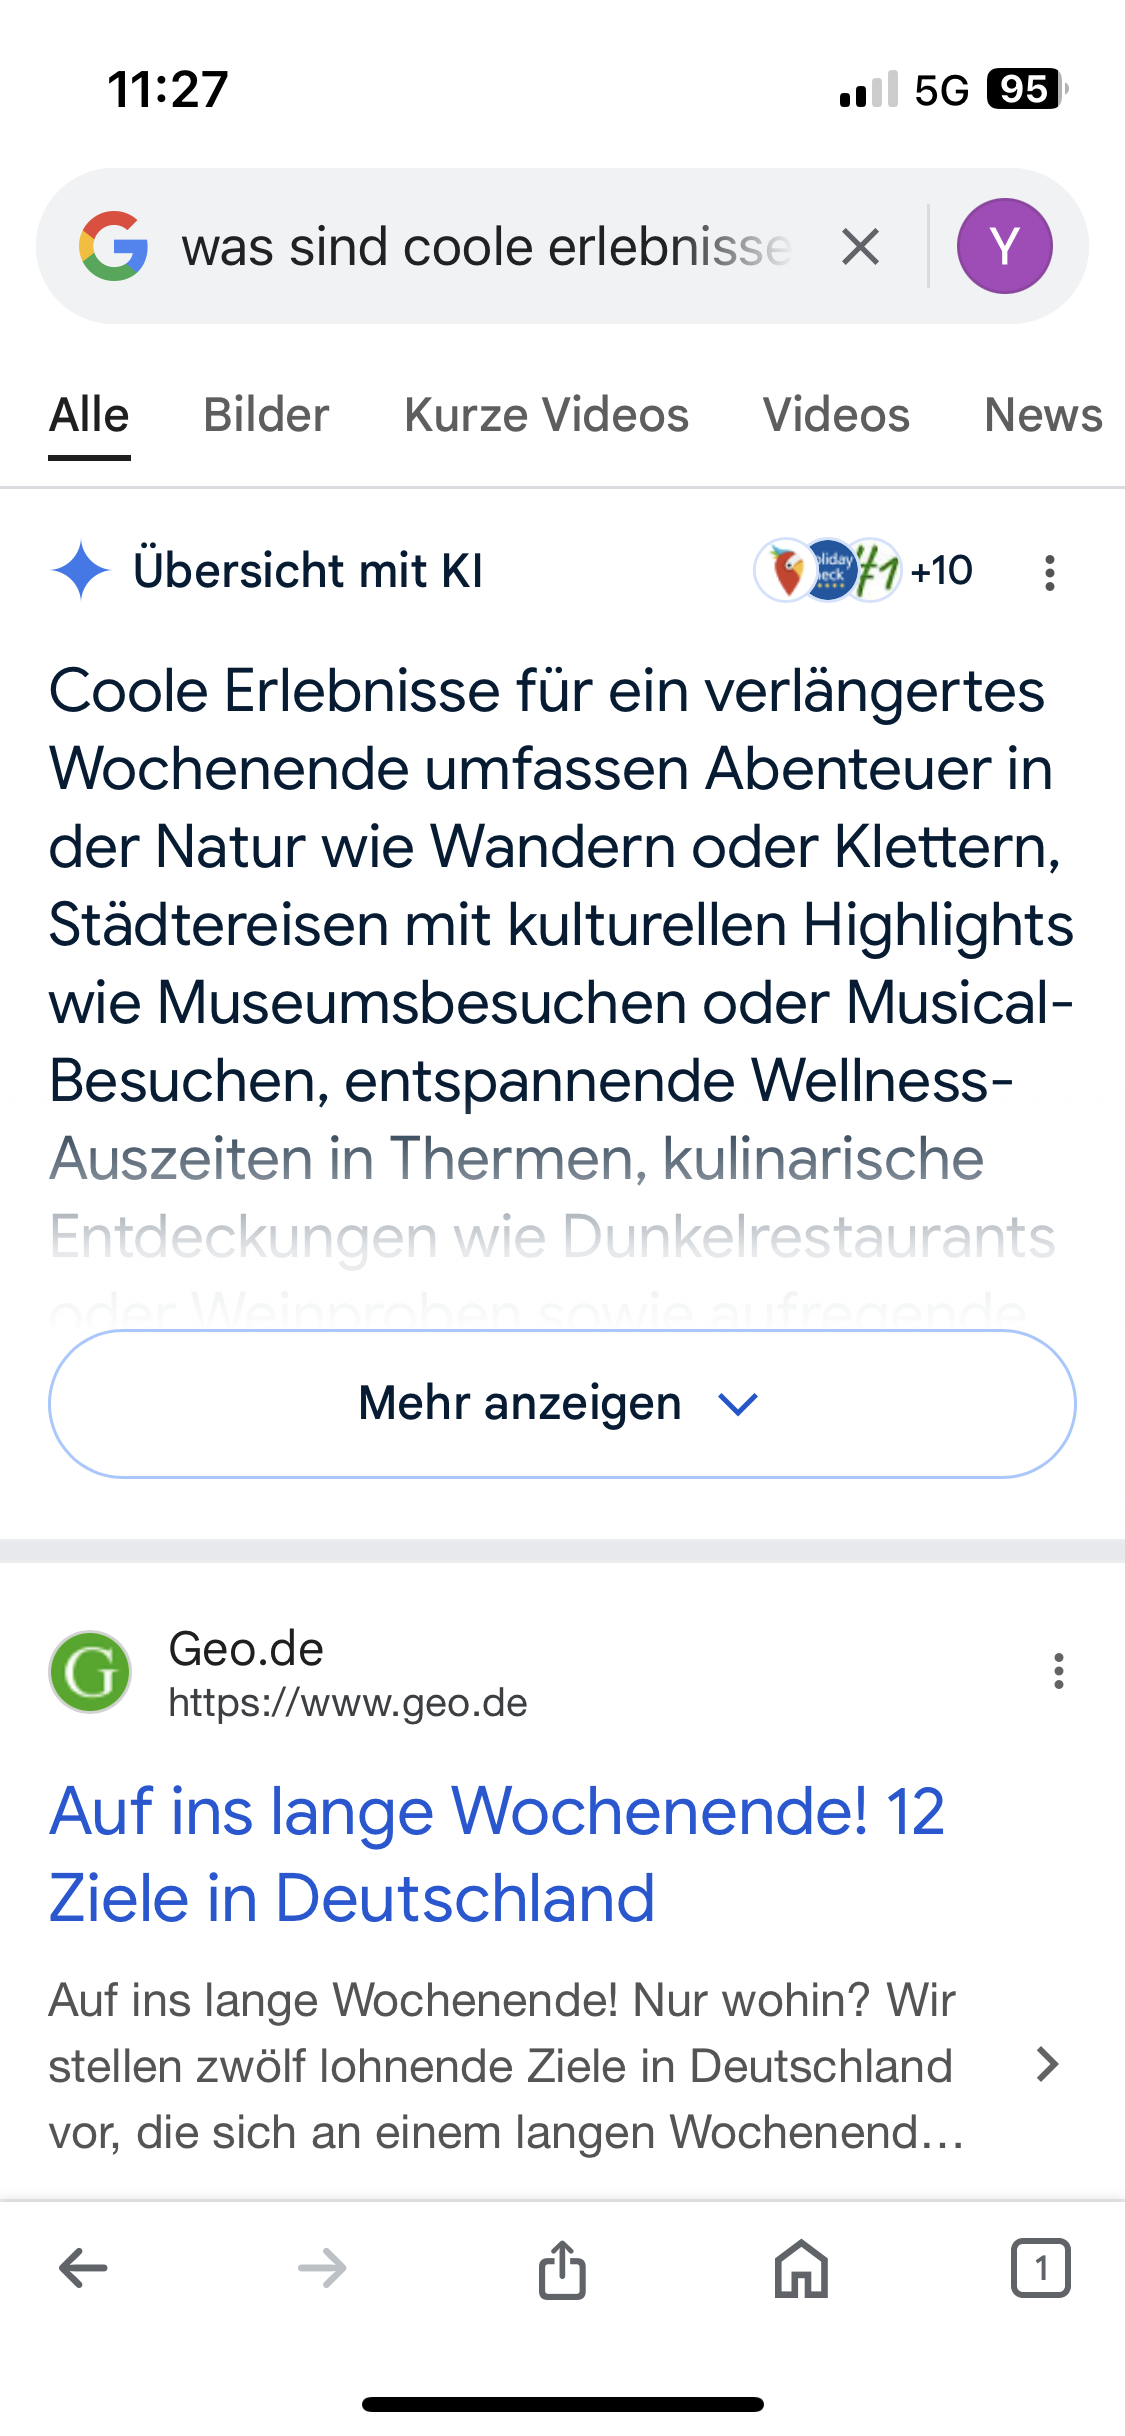 11:27
5G 95
was sind coole erlebnisse
Y
Alle Bilder Kurze Videos Videos News
Übersicht mit KI
+10
Coole Erlebnisse für ein verlängertes
Wochenende umfassen Abenteuer in
der Natur wie Wandern oder Klettern,
Städtereisen mit kulturellen Highlights
wie Museumsbesuchen oder Musical-
Besuchen, entspannende Wellness-
Auszeiten in Thermen, kulinarische
Entdeckungen wie Dunkelrestaurants
oder Weinproben sowie aufregende
Mehr anzeigen
G
Geo.de
https://www.geo.de
Auf ins lange Wochenende! 12
Ziele in Deutschland
Auf ins lange Wochenende! Nur wohin? Wir
stellen zwölf lohnende Ziele in Deutschland
vor, die sich an einem langen Wochenend...
1